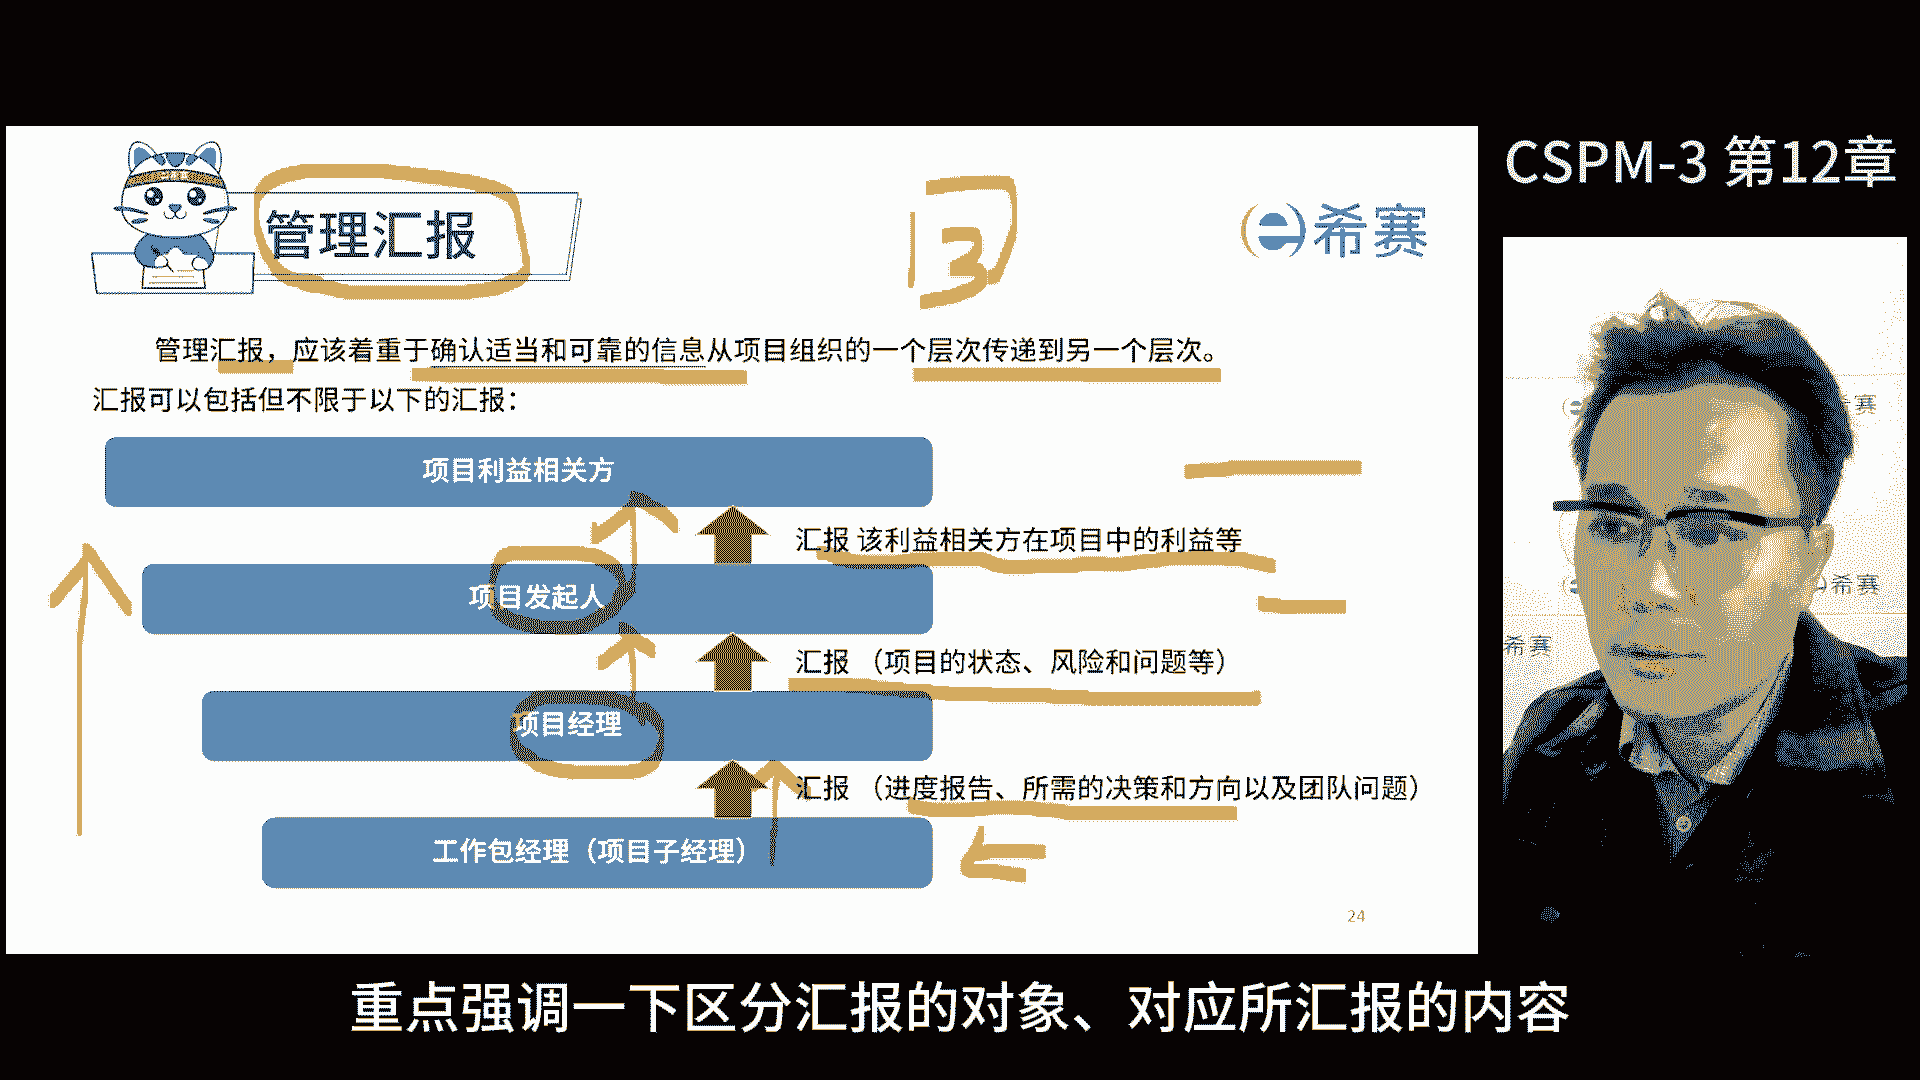 CSPM-3 第12章
管理汇报
3
e希赛
管理汇报，应该着重于确认适当和可靠的信息从项目组织的一个层次传递到另一个层次。
汇报可以包括但不限于以下的汇报：
项目利益相关方
汇报 该利益相关方在项目中的利益等
项目发起人
汇报 （项目的状态、风险和问题等）
项目经理
汇报 （进度报告、所需的决策和方向以及团队问题）
工作包经理（项目子经理）
24
希赛
希赛
希赛
重点强调一下区分汇报的对象、对应所汇报的内容